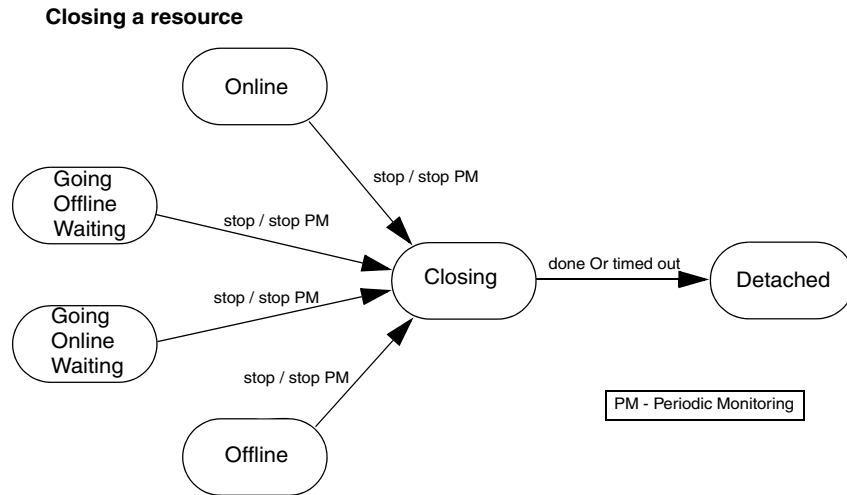 Closing a resource
Online
stop / stop PM
Going
Offline
Waiting
stop / stop PM
Closing
done Or timed out
Detached
stop / stop PM
Going
Online
Waiting
stop / stop PM
PM - Periodic Monitoring
Offline